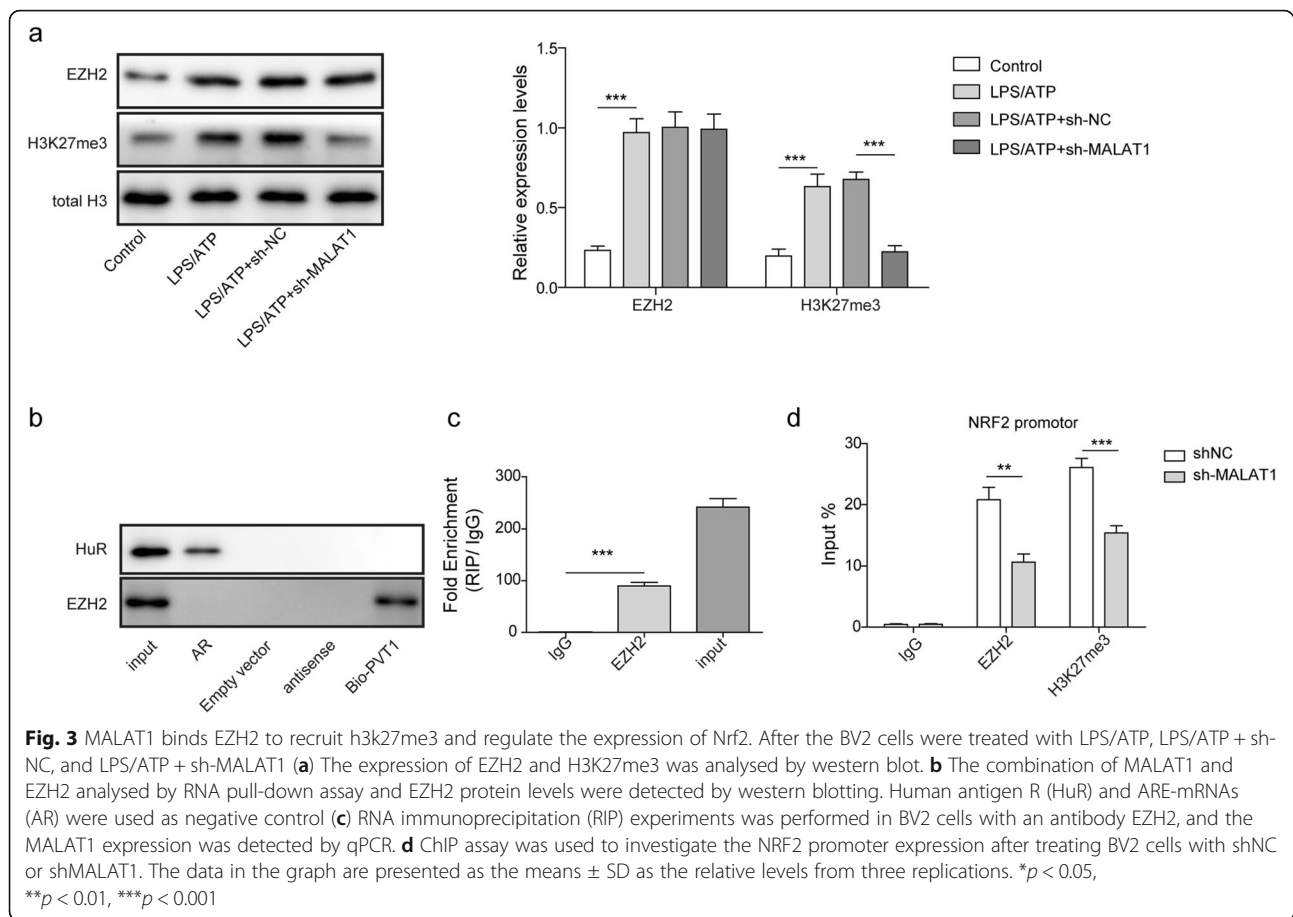 a
EZH2
H3K27me3
total H3
Control
LPS/ATP
LPS/ATP+sh-NC
LPS/ATP+sh-MALAT1
Relative expression levels
1.5
1.0
0.5
0.0
***
***
***
EZH2
H3K27me3
Control
LPS/ATP
LPS/ATP+sh-NC
LPS/ATP+sh-MALAT1
b
HuR
EZH2
input
AR
Empty vector
antisense
Bio-PVT1
c
Fold Enrichment
(RIP/ IgG)
300
200
100
0
***
IgG
EZH2
input
d
NRF2 promotor
Input %
30
20
10
0
**
***
IgG
EZH2
H3K27me3
shNC
sh-MALAT1
Fig. 3 MALAT1 binds EZH2 to recruit h3k27me3 and regulate the expression of Nrf2. After the BV2 cells were treated with LPS/ATP, LPS/ATP + sh-
NC, and LPS/ATP + sh-MALAT1 (a) The expression of EZH2 and H3K27me3 was analysed by western blot. b The combination of MALAT1 and
EZH2 analysed by RNA pull-down assay and EZH2 protein levels were detected by western blotting. Human antigen R (HuR) and ARE-mRNAs
(AR) were used as negative control (c) RNA immunoprecipitation (RIP) experiments was performed in BV2 cells with an antibody EZH2, and the
MALAT1 expression was detected by qPCR. d ChIP assay was used to investigate the NRF2 promoter expression after treating BV2 cells with shNC
or shMALAT1. The data in the graph are presented as the means ± SD as the relative levels from three replications. *p < 0.05,
**p < 0.01, ***p < 0.001